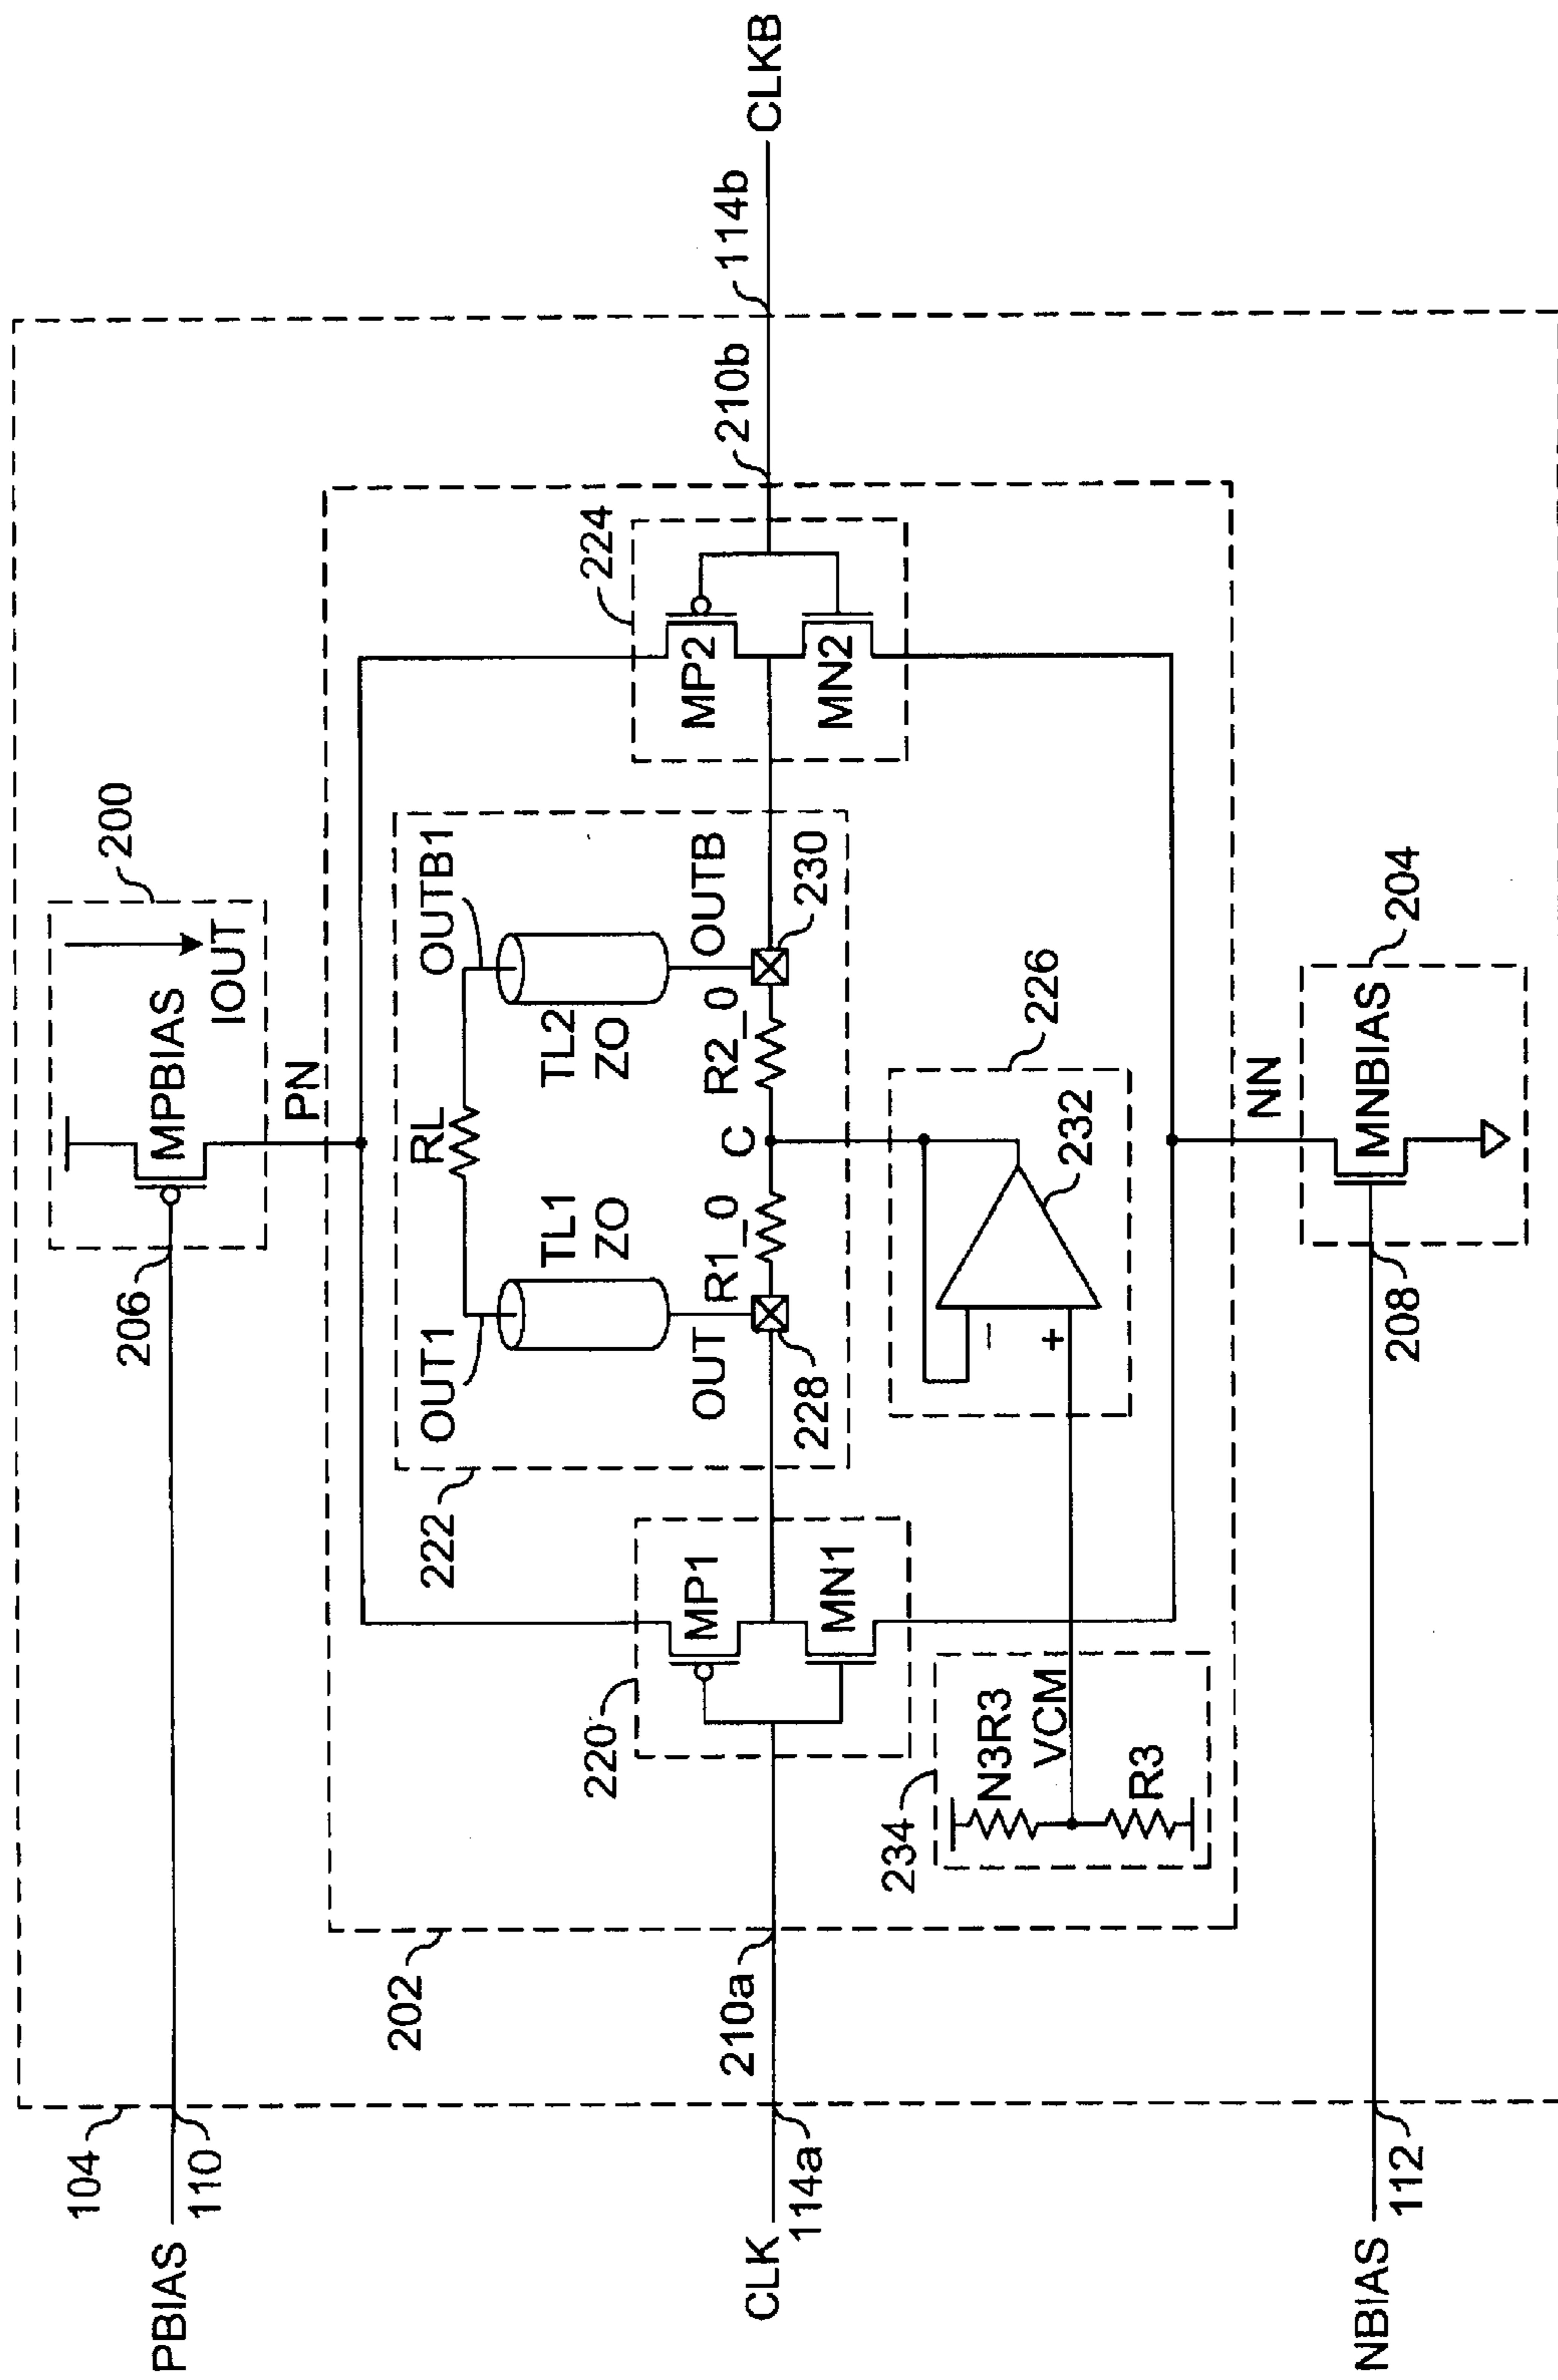 104
PBIAS
110
206
MPBIAS
IOUT
200
PN
202
CLK
114a
210a
220
MP1
MN1
222
OUT1
RL
OUTB1
TL1
ZO
TL2
ZO
OUT
R1_0
C
R2_0
OUTB
228
230
224
MP2
MN2
210b
114b
CLKB
234
N3R3
VCM
R3
−
+
226
232
NN
NBIAS
112
208
MNBIAS
204